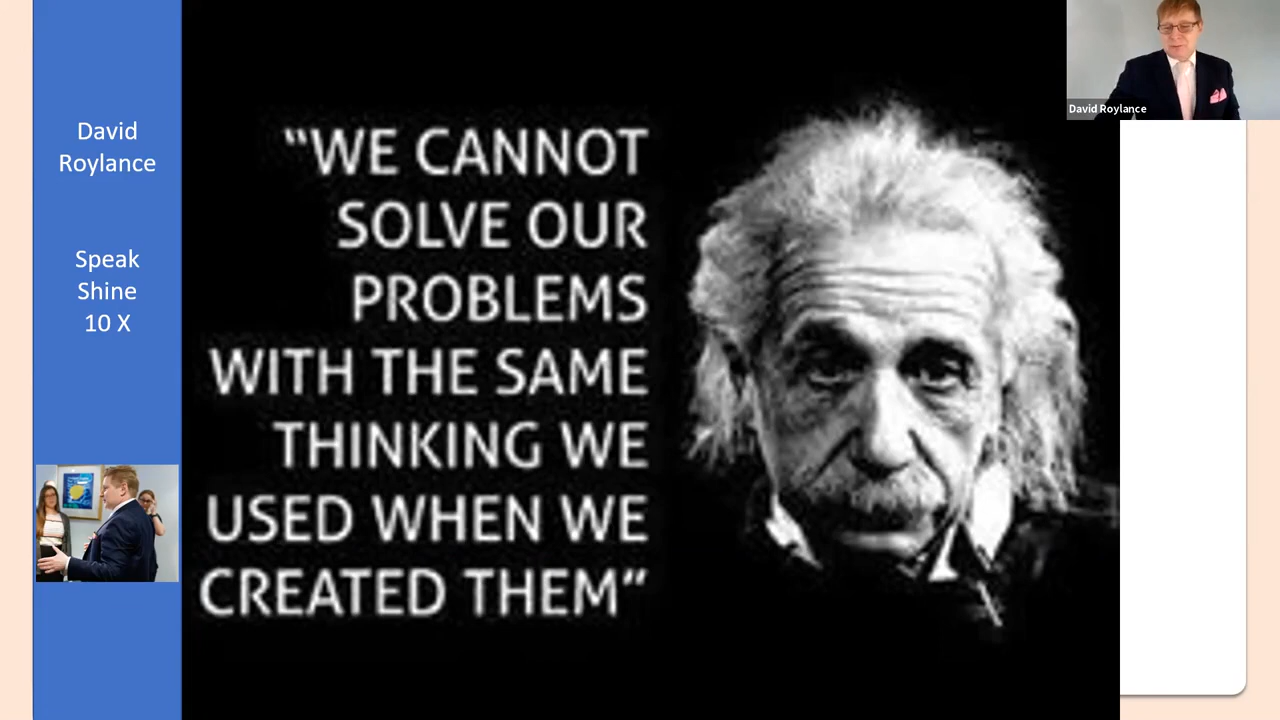 David
Roylance
Speak
Shine
10 X
“WE CANNOT
SOLVE OUR
PROBLEMS
WITH THE SAME
THINKING WE
USED WHEN WE
CREATED THEM”
David Roylance